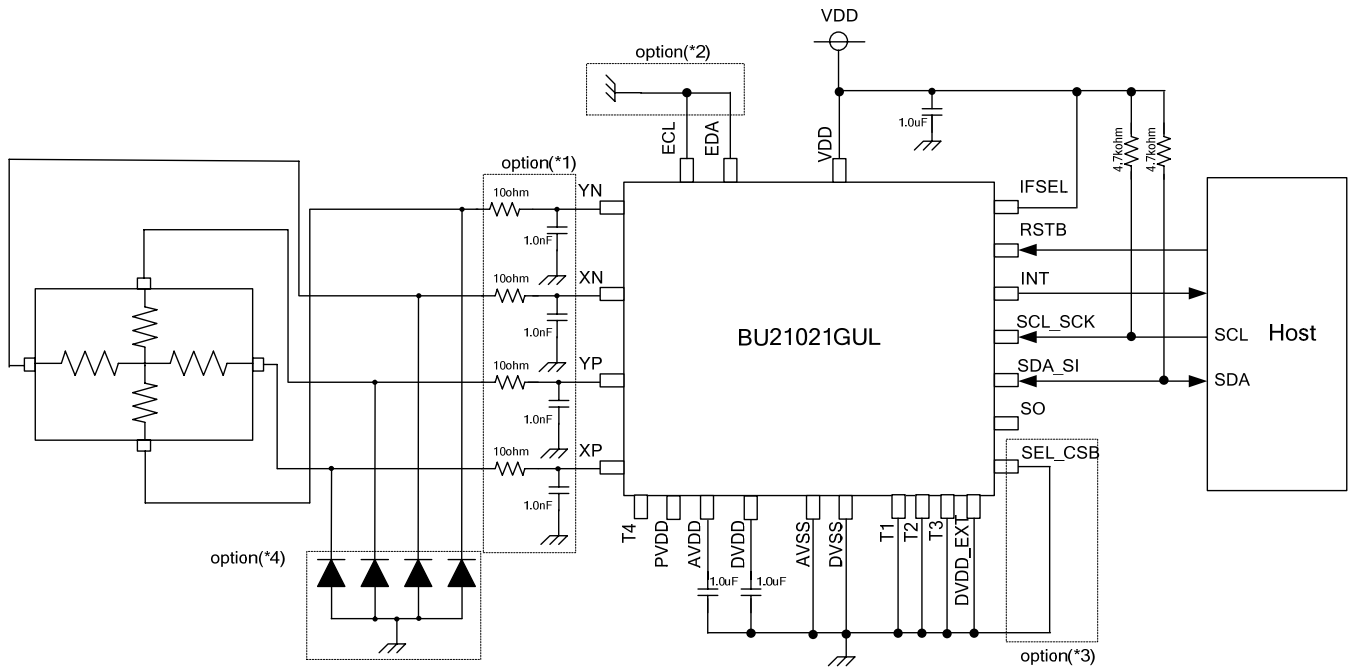 VDD
option(*2)
ECL
EDA
VDD
1.0uF
4.7kohm
4.7kohm
option(*1)
10ohm
YN
1.0nF
10ohm
XN
1.0nF
10ohm
YP
1.0nF
10ohm
XP
1.0nF
BU21021GUL
IFSEL
RSTB
INT
SCL_SCK
SDA_SI
SO
SEL_CSB
SCL
SDA
Host
T4
PVDD
AVDD
DVDD
AVSS
DVSS
T1
T2
T3
DVDD_EXT
1.0uF
1.0uF
option(*4)
option(*3)